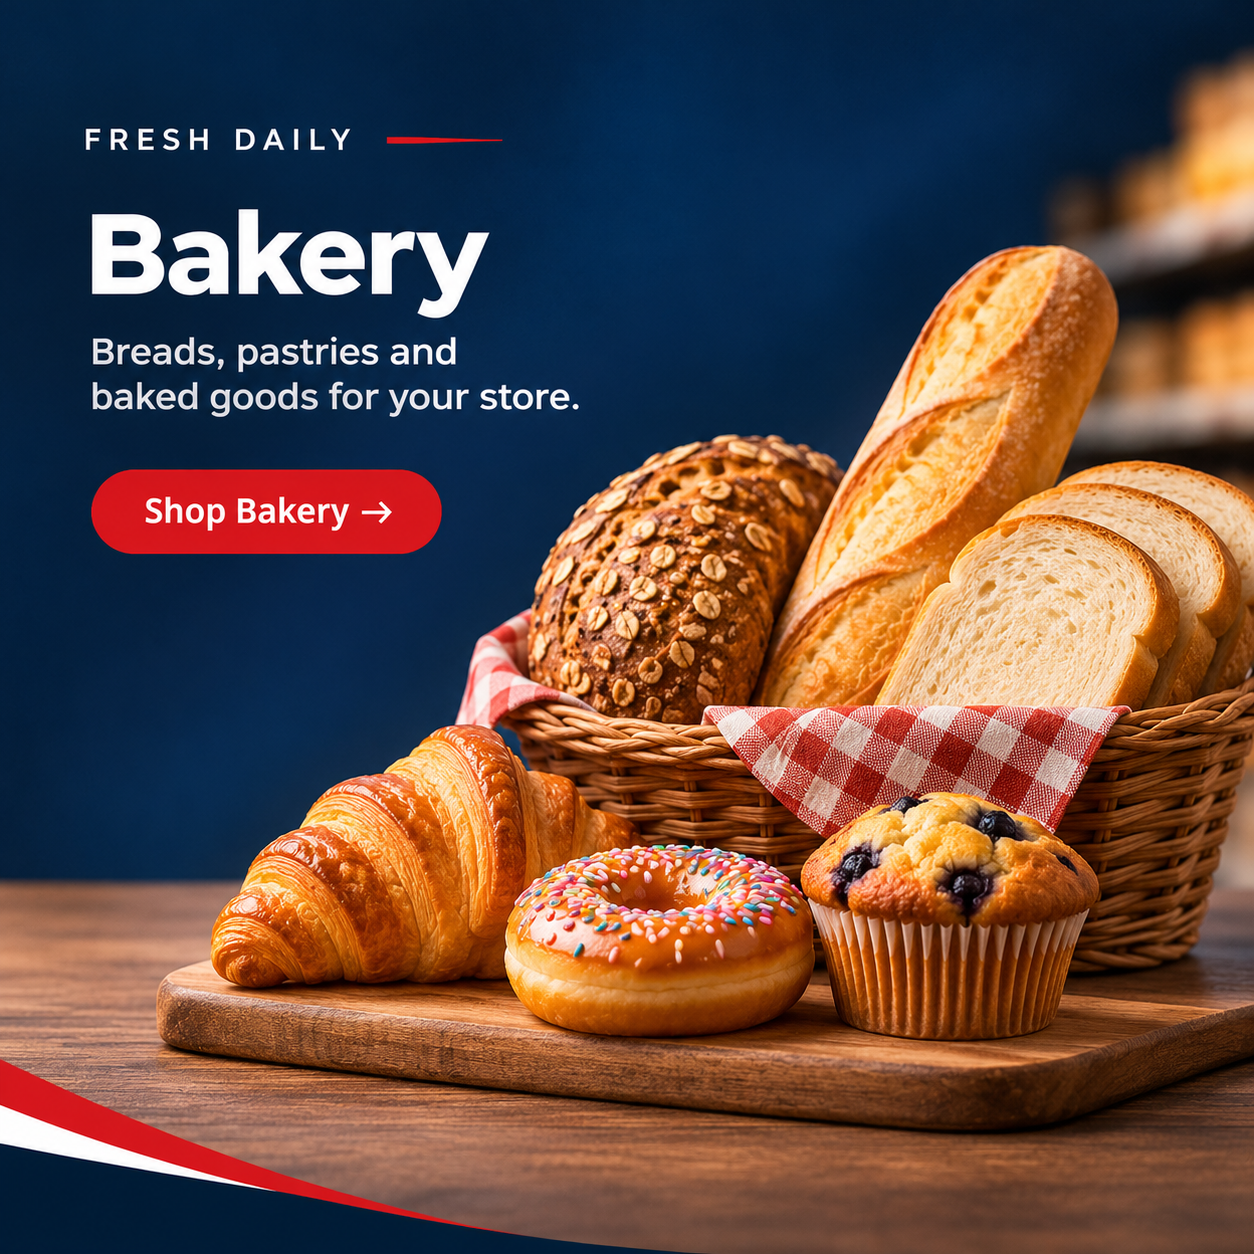 FRESH DAILY
Bakery
Breads, pastries and
baked goods for your store.
Shop Bakery →